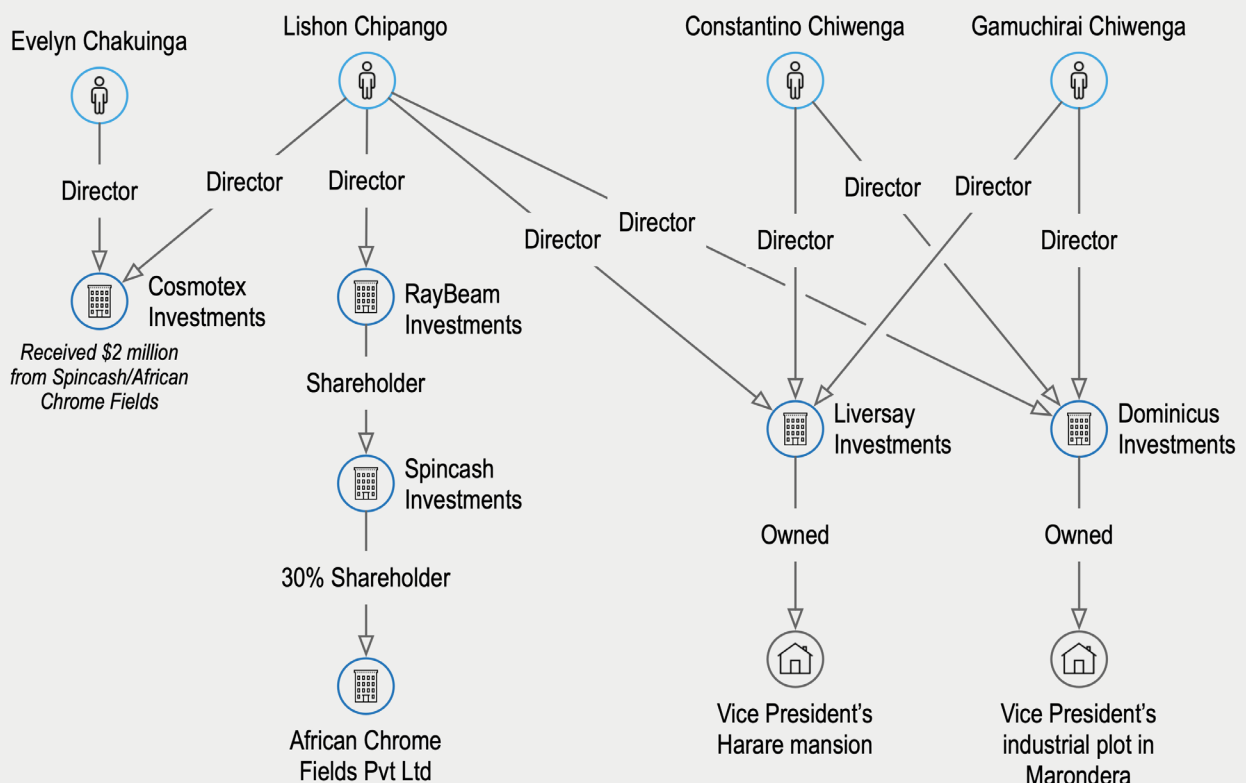 Evelyn Chakuinga
Lishon Chipango
Constantino Chiwenga
Gamuchirai Chiwenga
Director
Director
Director
Director
Director
Director
Director
Director
Director
Cosmotex
Investments
Received $2 million
from Spincash/African
Chrome Fields
RayBeam
Investments
Shareholder
Spincash
Investments
30% Shareholder
African Chrome
Fields Pvt Ltd
Liversay
Investments
Dominicus
Investments
Owned
Owned
Vice President’s
Harare mansion
Vice President’s
industrial plot in
Marondera